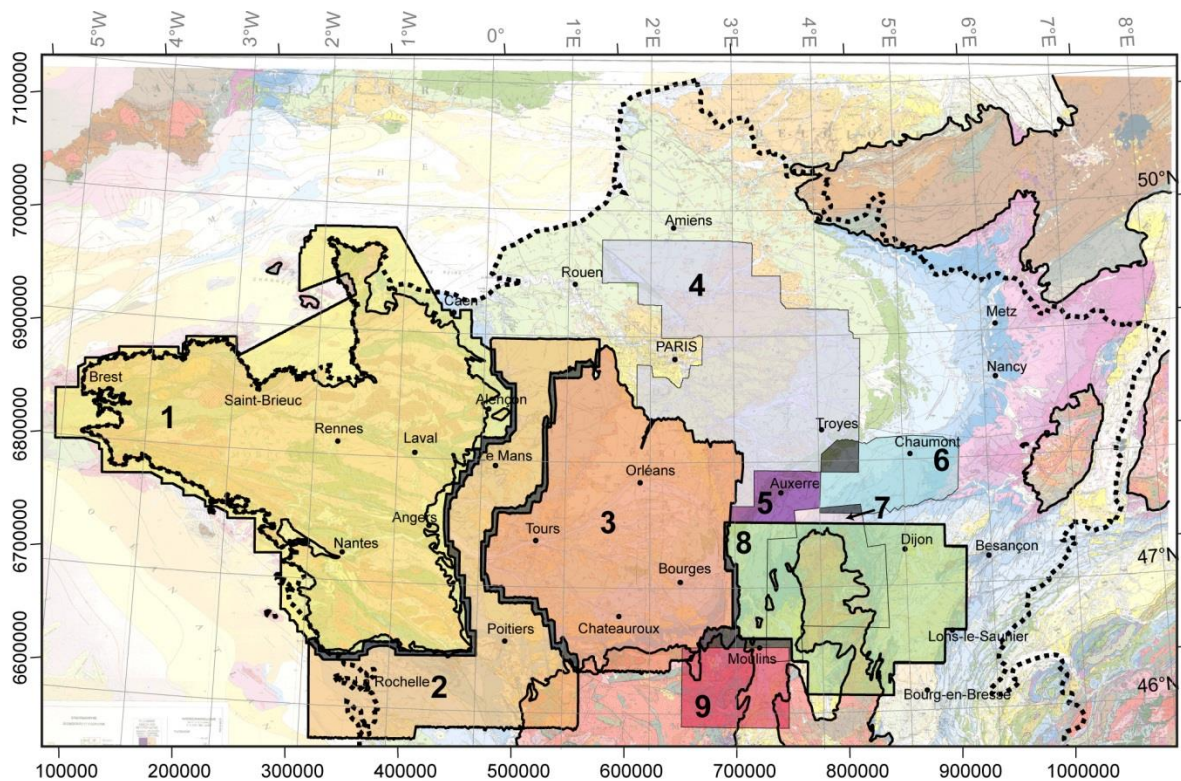 5°W 4°W 3°W 2°W 1°W 0° 1°E 2°E 3°E 4°E 5°E 6°E 7°E 8°E
7100000
50°N
7000000
Amiens
Rouen
4
Caen
6900000
Metz
PARIS
Nancy
Brest
Alençon
6800000
1
Saint-Brieuc
Troyes
Rennes
Laval
Chaumont
Le Mans
6
Orléans
Auxerre
5
7
Angers
3
8
6700000
Nantes
Tours
Dijon
Besançon
47°N
Bourges
Chateauroux
Poitiers
Lons-le-Saunier
6600000
Moulins
Rochelle
2
9
Bourg-en-Bresse
46°N
100000 200000 300000 400000 500000 600000 700000 800000 900000 1000000